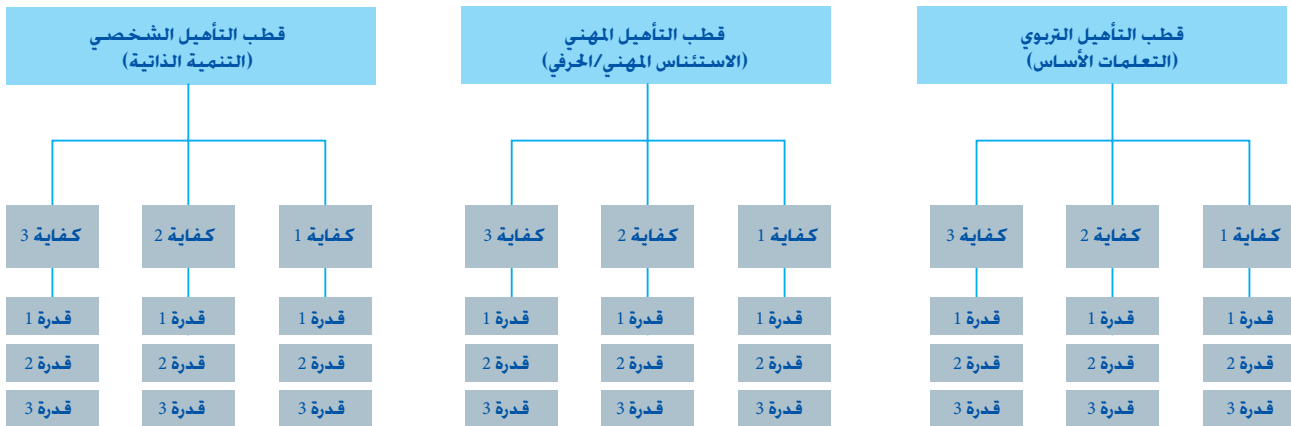 قطب التأهيل التربوي
(التعلمات الأساس)
كفاية 1
كفاية 2
كفاية 3
قدرة 1
قدرة 1
قدرة 1
قدرة 2
قدرة 2
قدرة 2
قدرة 3
قدرة 3
قدرة 3
قطب التأهيل المهني
(الاستئناس المهني/الحرفي)
كفاية 1
كفاية 2
كفاية 3
قدرة 1
قدرة 1
قدرة 1
قدرة 2
قدرة 2
قدرة 2
قدرة 3
قدرة 3
قدرة 3
قطب التأهيل الشخصي
(التنمية الذاتية)
كفاية 1
كفاية 2
كفاية 3
قدرة 1
قدرة 1
قدرة 1
قدرة 2
قدرة 2
قدرة 2
قدرة 3
قدرة 3
قدرة 3